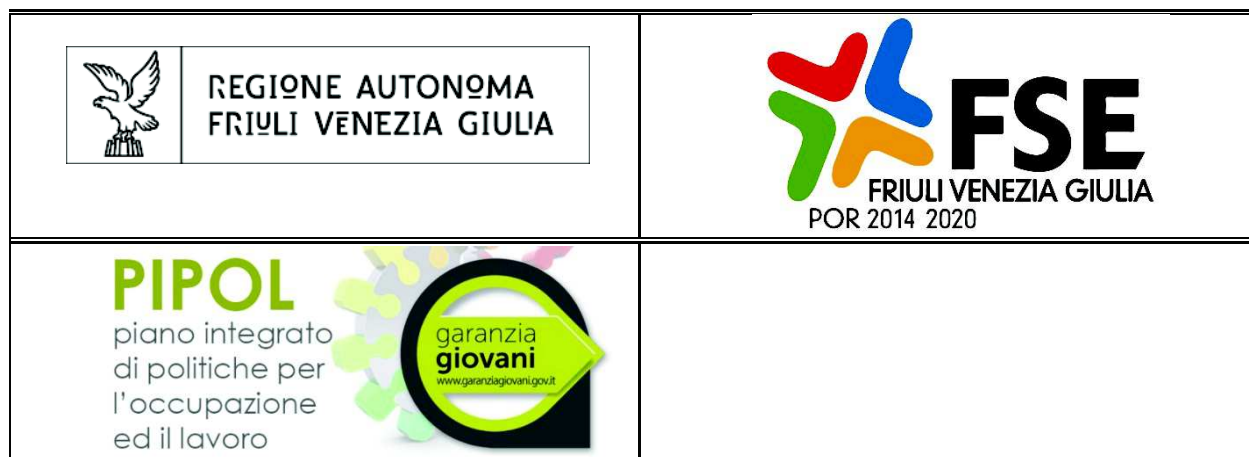 REGIONE AUTONOMA
FRIULI VENEZIA GIULIA
FSE
FRIULI VENEZIA GIULIA
POR 2014 2020
PIPOL
piano integrato
di politiche per
l'occupazione
ed il lavoro
garanzia
giovani
www.garanziagiovani.gov.it